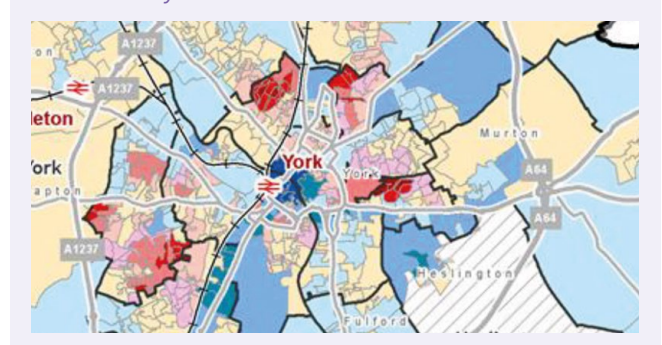 A1237
A1237
leton
Murton
York
York
York
A64
apton
A64
A1237
Heslington
Fulford